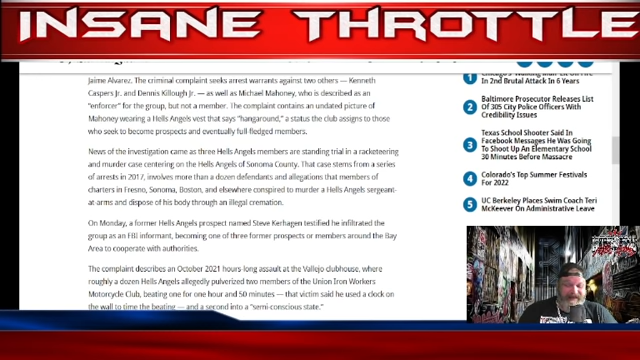 INSANE THROTTLE
Jaime Alvarez. The criminal complaint seeks arrest warrants against two others — Kenneth
Caspers Jr. and Dennis Killough Jr. — as well as Michael Mahoney, who is described as an
"enforcer" for the group, but not a member. The complaint contains an undated picture of
Mahoney wearing a Hells Angels vest that says "hangaround," a status the club assigns to those
who seek to become prospects and eventually full-fledged members.
News of the investigation came as three Hells Angels members are standing trial in a racketeering
and murder case centering on the Hells Angels of Sonoma County. That case stems from a series
of arrests in 2017, involves more than a dozen defendants and allegations that members of
charters in Fresno, Sonoma, Boston, and elsewhere conspired to murder a Hells Angels sergeant-
at-arms and dispose of his body through an illegal cremation.
On Monday, a former Hells Angels prospect named Steve Kerhagen testified he infiltrated the
group as an FBI informant, becoming one of three former prospects or members around the Bay
Area to cooperate with authorities.
The complaint describes an October 2021 hours-long assault at the Vallejo clubhouse, where
roughly a dozen Hells Angels allegedly pulverized two members of the Union Iron Workers
Motorcycle Club, beating one for one hour and 50 minutes — that victim said he used a clock on
the wall to time the beating — and a second into a "semi-conscious state."
1
In 2nd Brutal Attack In 6 Years
2
Baltimore Prosecutor Releases List
Of 305 City Police Officers With
Credibility Issues
3
Texas School Shooter Said In
Facebook Messages He Was Going
To Shoot Up An Elementary School
30 Minutes Before Massacre
4
Colorado's Top Summer Festivals
For 2022
5
UC Berkeley Places Swim Coach Teri
McKeever On Administrative Leave